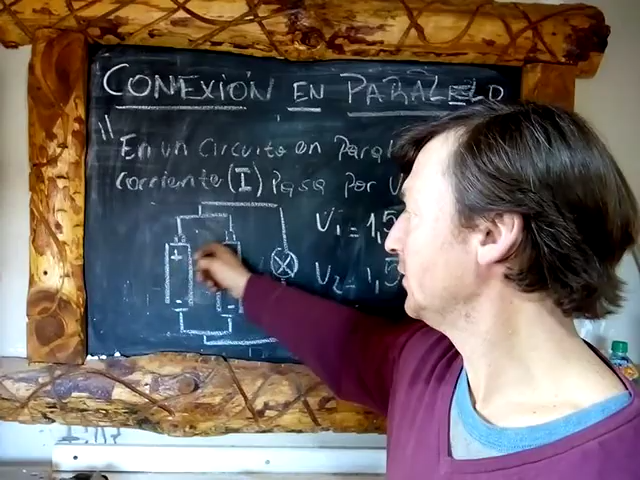 CONEXIÓN EN PARALELO
" En un circuito en Paral
corriente (I) Pasa por
V1 = 1,5
V2 = 1,5
+